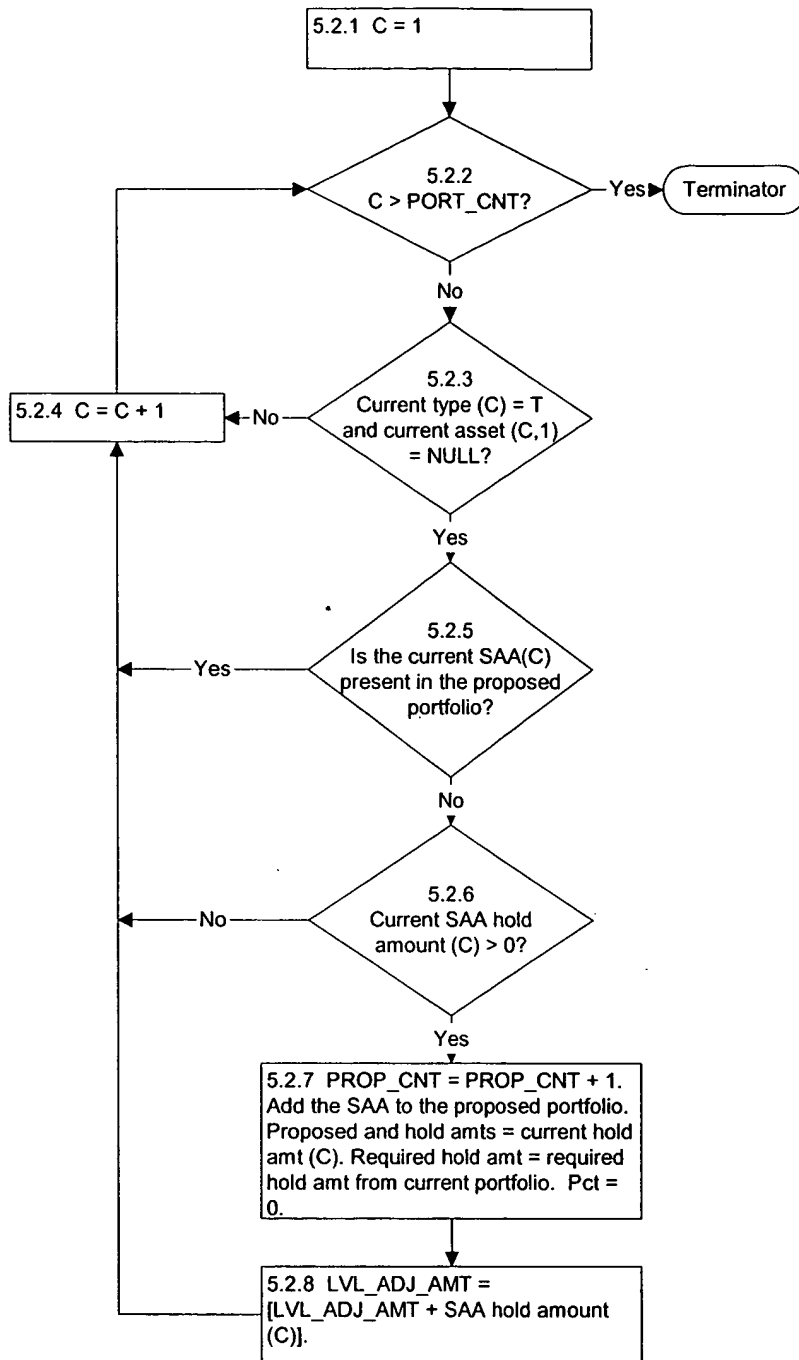 5.2.1 C = 1
5.2.2
C > PORT_CNT?
Yes
Terminator
No
5.2.3
Current type (C) = T
and current asset (C,1)
= NULL?
No
5.2.4 C = C + 1
Yes
5.2.5
Is the current SAA(C)
present in the proposed
portfolio?
Yes
No
5.2.6
Current SAA hold
amount (C) > 0?
No
Yes
5.2.7 PROP_CNT = PROP_CNT + 1.
Add the SAA to the proposed portfolio.
Proposed and hold amts = current hold
amt (C). Required hold amt = required
hold amt from current portfolio. Pct =
0.
5.2.8 LVL_ADJ_AMT =
[LVL_ADJ_AMT + SAA hold amount
(C)].